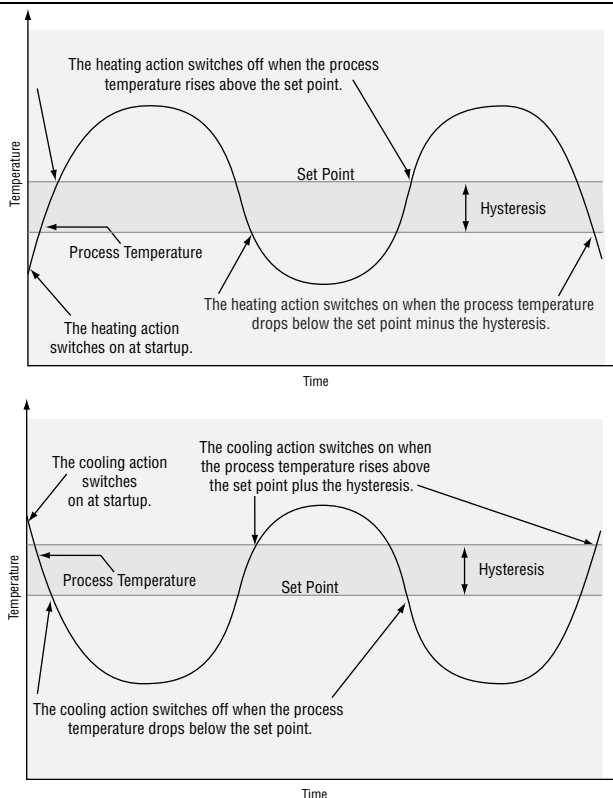 The heating action switches off when the process
temperature rises above the set point.
Temperature
Set Point
Hysteresis
Process Temperature
The heating action switches on when the process temperature
drops below the set point minus the hysteresis.
The heating action
switches on at startup.
Time
The cooling action switches on when
the process temperature rises above
the set point plus the hysteresis.
The cooling action
switches
on at startup.
Temperature
Process Temperature
Hysteresis
Set Point
The cooling action switches off when the process
temperature drops below the set point.
Time